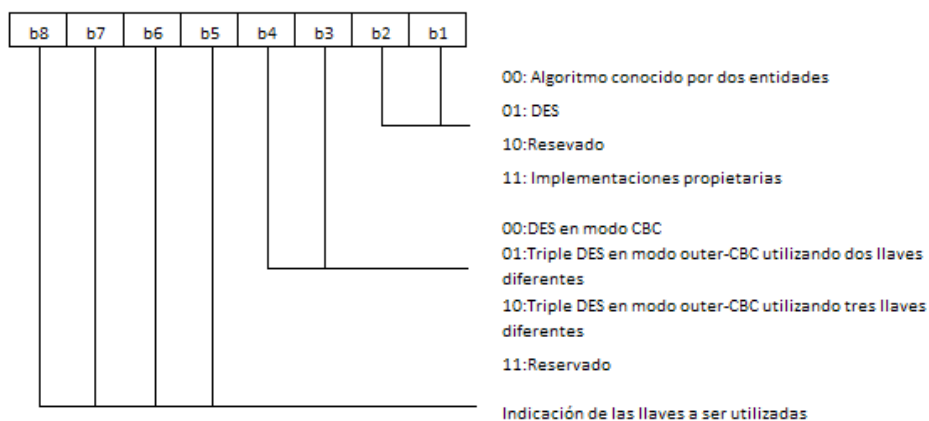 b8 b7 b6 b5 b4 b3 b2 b1
00: Algoritmo conocido por dos entidades
01: DES
10:Resevado
11: Implementaciones propietarias
00:DES en modo CBC
01:Triple DES en modo outer-CBC utilizando dos llaves
diferentes
10:Triple DES en modo outer-CBC utilizando tres llaves
diferentes
11:Reservado
Indicación de las llaves a ser utilizadas